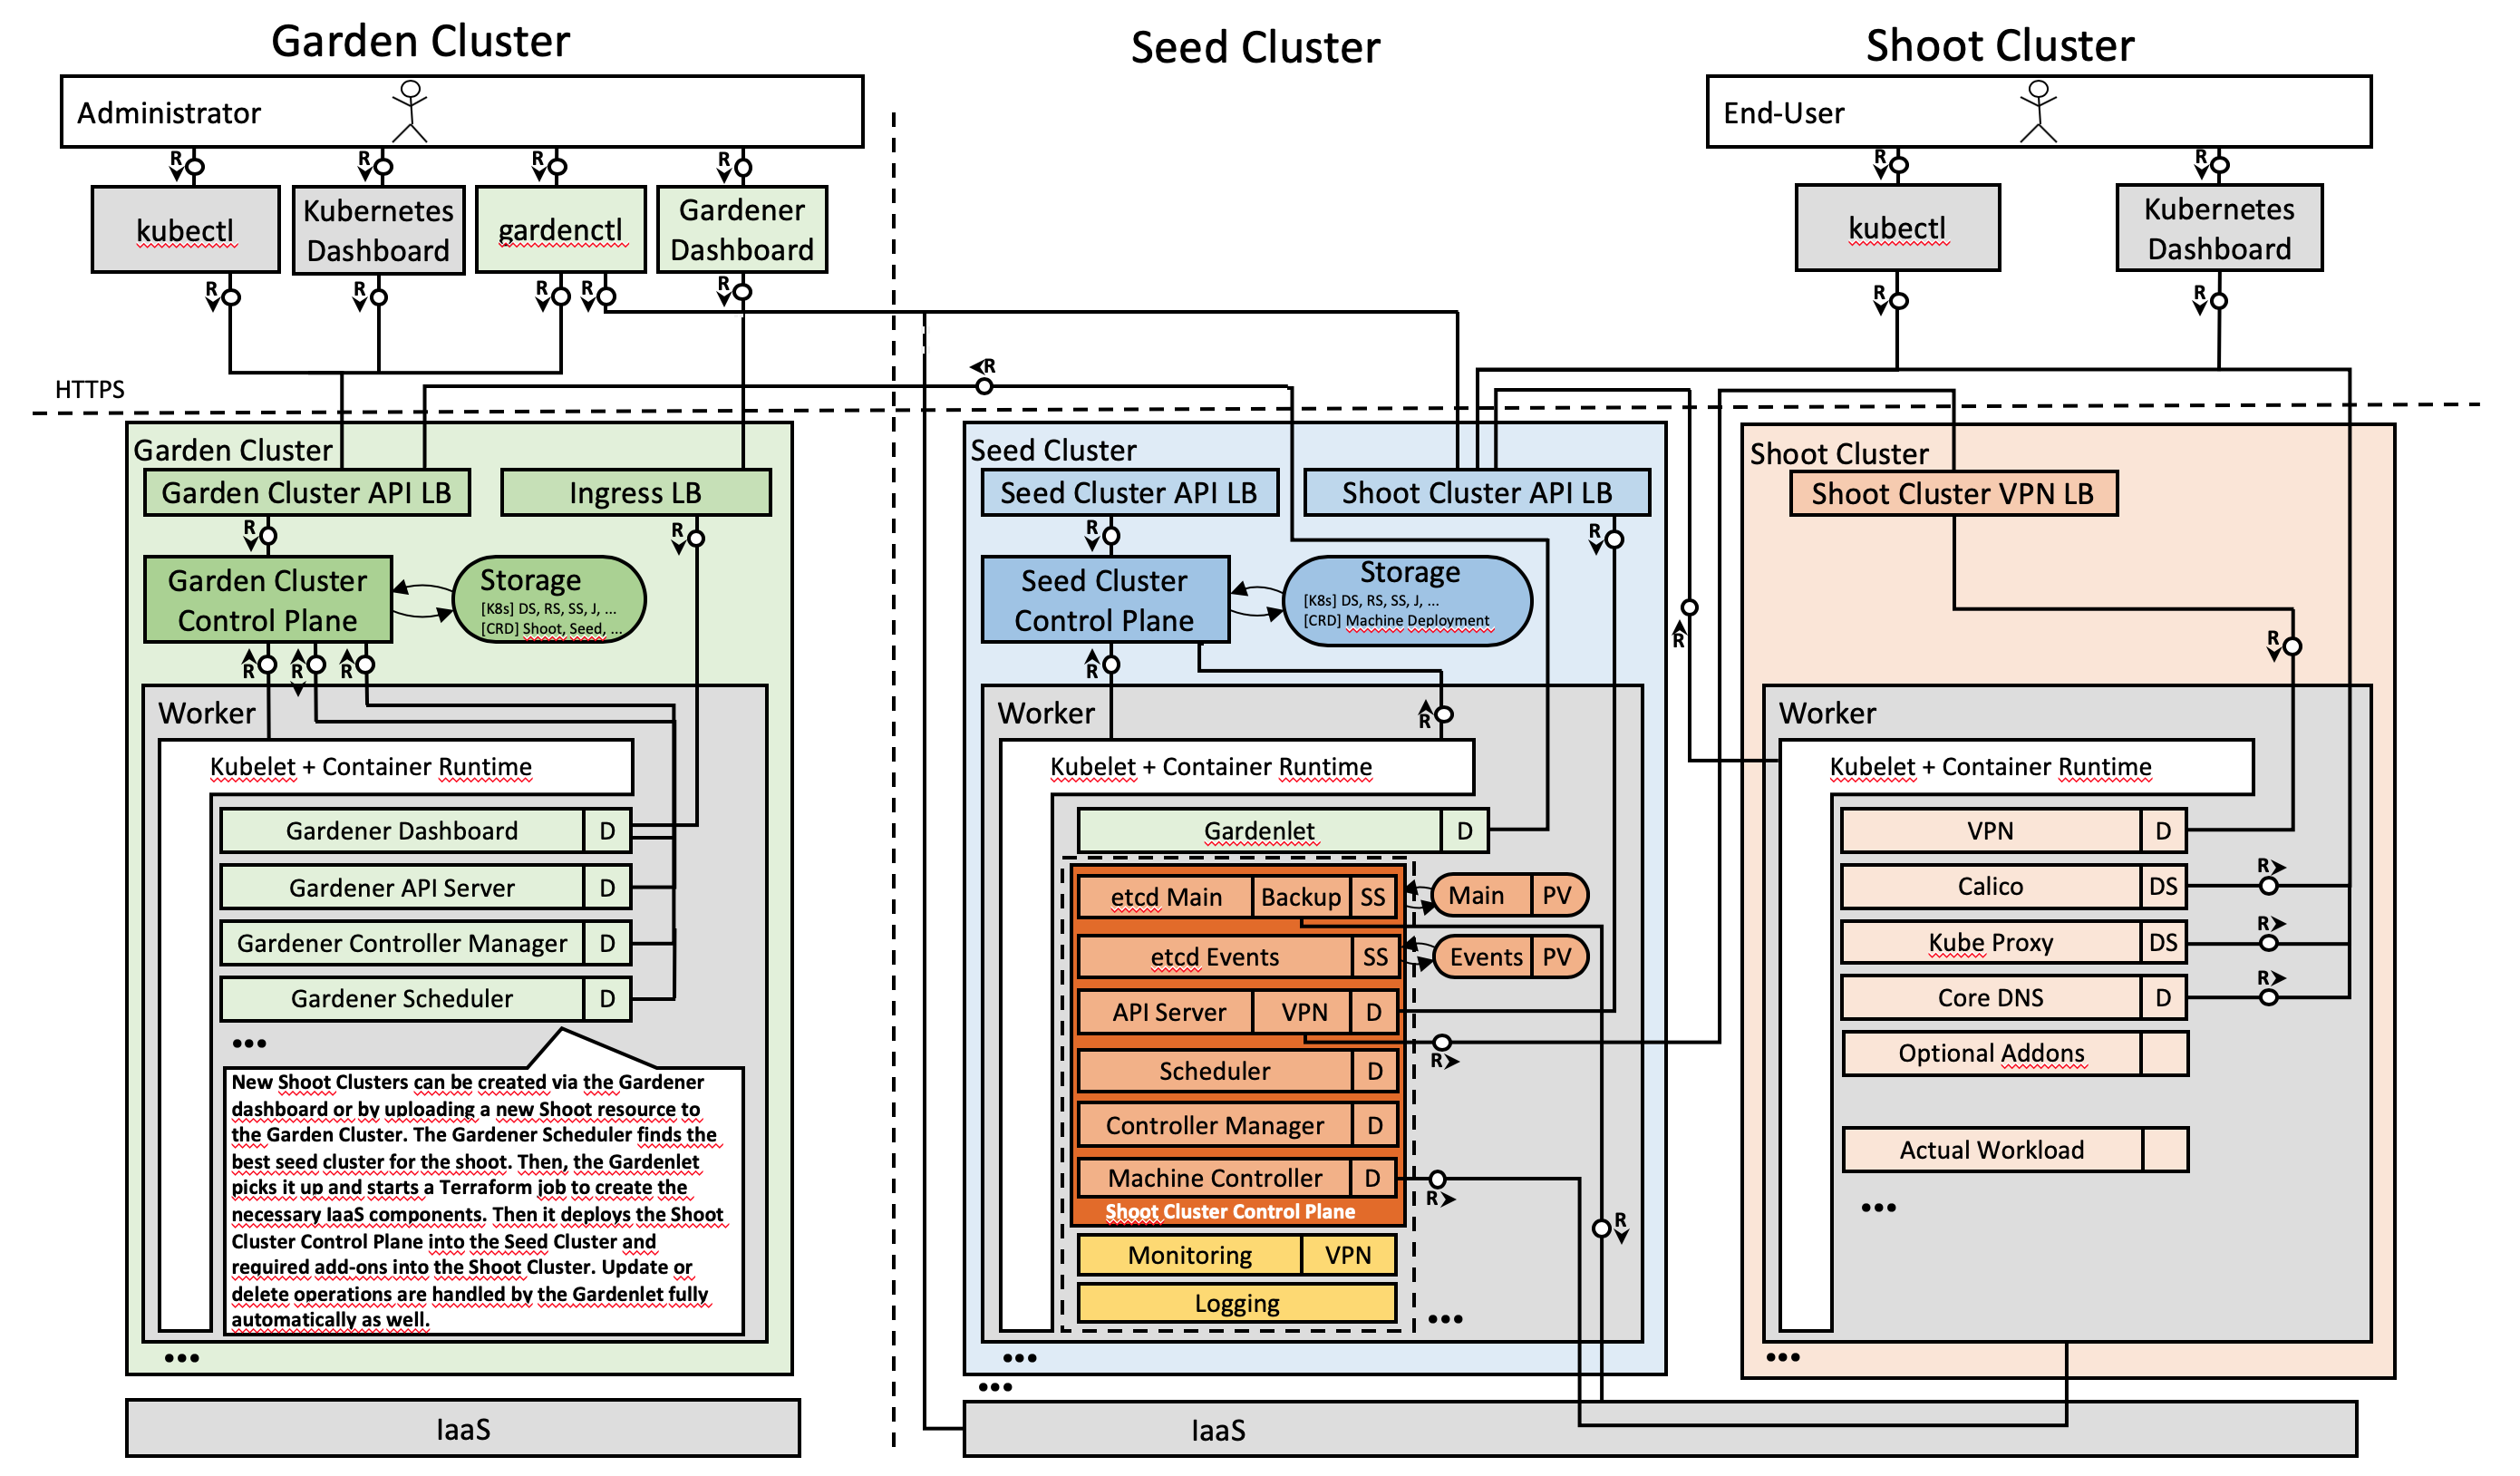 Garden Cluster
Seed Cluster
Shoot Cluster
Administrator
End-User
R
R
R
R
R
R
kubectl
Kubernetes
Dashboard
gardenctl
Gardener
Dashboard
kubectl
Kubernetes
Dashboard
R
R
R
R
R
R
R
R
HTTPS
Garden Cluster
Garden Cluster API LB
Ingress LB
R
R
Garden Cluster
Control Plane
Storage
[K8s] DS, RS, SS, J, ...
[CRD] Shoot, Seed, ...
R
R
R
Worker
Kubelet + Container Runtime
Gardener Dashboard D
Gardener API Server D
Gardener Controller Manager D
Gardener Scheduler D
•••
New Shoot Clusters can be created via the Gardener
dashboard or by uploading a new Shoot resource to
the Garden Cluster. The Gardener Scheduler finds the
best seed cluster for the shoot. Then, the Gardenlet
picks it up and starts a Terraform job to create the
necessary IaaS components. Then it deploys the Shoot
Cluster Control Plane into the Seed Cluster and
required add-ons into the Shoot Cluster. Update or
delete operations are handled by the Gardenlet fully
automatically as well.
•••
IaaS
Seed Cluster
Seed Cluster API LB
Shoot Cluster API LB
R
R
Seed Cluster
Control Plane
Storage
[K8s] DS, RS, SS, J, ...
[CRD] Machine Deployment
R
R
R
Worker
Kubelet + Container Runtime
Gardenlet D
etcd Main Backup SS
Main PV
etcd Events SS
Events PV
API Server VPN D
R
Scheduler D
Controller Manager D
Machine Controller D
R
Shoot Cluster Control Plane
R
Monitoring VPN
Logging
•••
•••
•••
IaaS
Shoot Cluster
Shoot Cluster VPN LB
R
Worker
Kubelet + Container Runtime
VPN D
Calico DS
R
Kube Proxy DS
R
Core DNS D
R
Optional Addons
Actual Workload
•••
•••